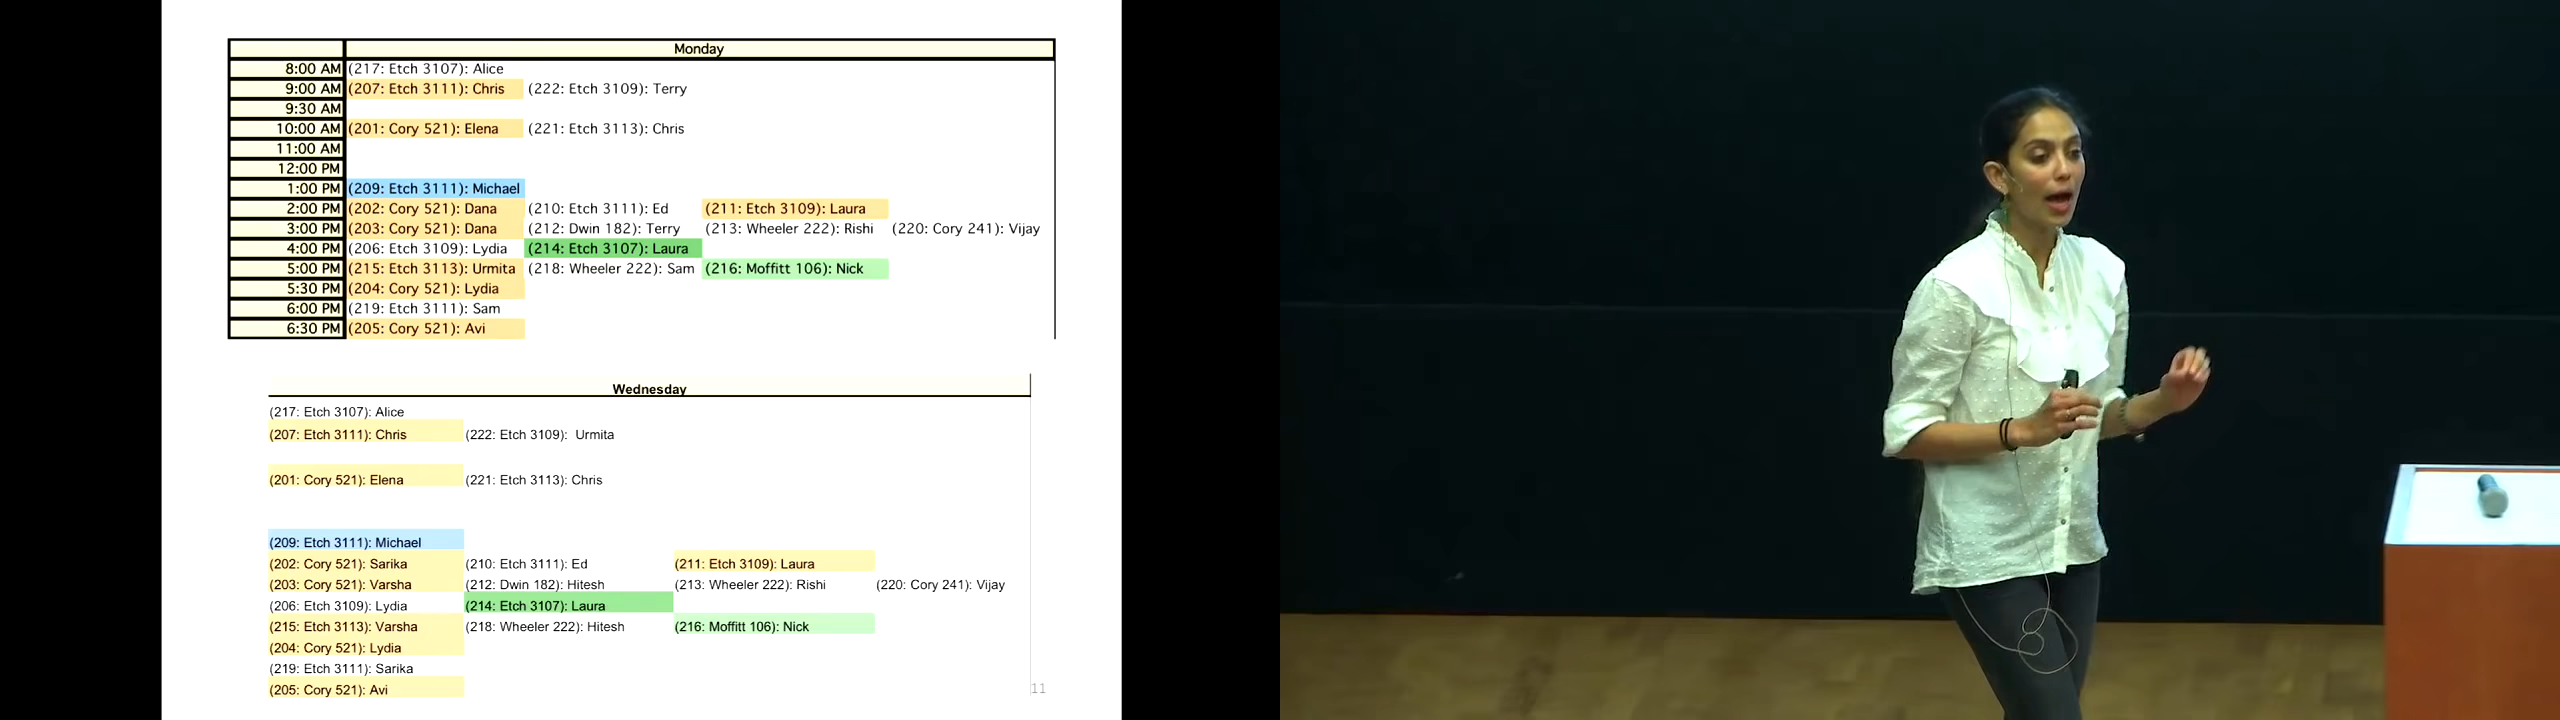 Monday
8:00 AM (217: Etch 3107): Alice
9:00 AM (207: Etch 3111): Chris (222: Etch 3109): Terry
9:30 AM
10:00 AM (201: Cory 521): Elena (221: Etch 3113): Chris
11:00 AM
12:00 PM
1:00 PM (209: Etch 3111): Michael
2:00 PM (202: Cory 521): Dana (210: Etch 3111): Ed (211: Etch 3109): Laura
3:00 PM (203: Cory 521): Dana (212: Dwin 182): Terry (213: Wheeler 222): Rishi (220: Cory 241): Vijay
4:00 PM (206: Etch 3109): Lydia (214: Etch 3107): Laura
5:00 PM (215: Etch 3113): Urmita (218: Wheeler 222): Sam (216: Moffitt 106): Nick
5:30 PM (204: Cory 521): Lydia
6:00 PM (219: Etch 3111): Sam
6:30 PM (205: Cory 521): Avi
Wednesday
(217: Etch 3107): Alice
(207: Etch 3111): Chris (222: Etch 3109): Urmita
(201: Cory 521): Elena (221: Etch 3113): Chris
(209: Etch 3111): Michael
(202: Cory 521): Sarika (210: Etch 3111): Ed (211: Etch 3109): Laura
(203: Cory 521): Varsha (212: Dwin 182): Hitesh (213: Wheeler 222): Rishi (220: Cory 241): Vijay
(206: Etch 3109): Lydia (214: Etch 3107): Laura
(215: Etch 3113): Varsha (218: Wheeler 222): Hitesh (216: Moffitt 106): Nick
(204: Cory 521): Lydia
(219: Etch 3111): Sarika
(205: Cory 521): Avi
11